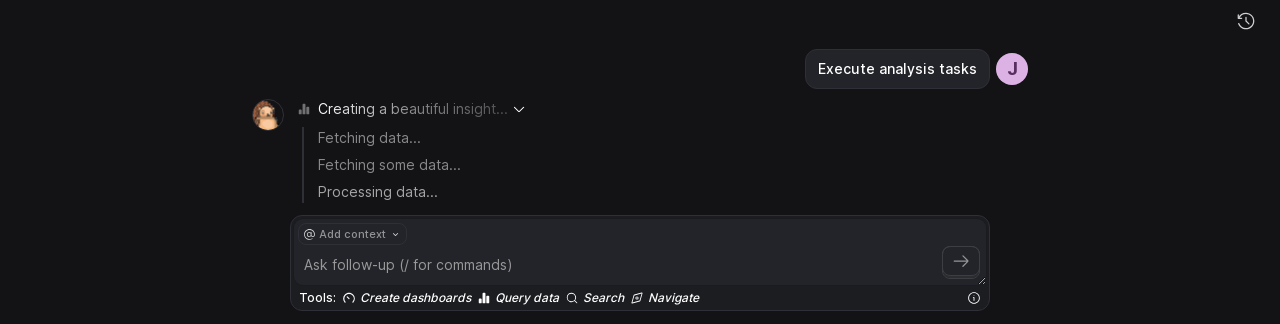 Execute analysis tasks
J
Creating a beautiful insight...
Fetching data...
Fetching some data...
Processing data...
@ Add context
Ask follow-up (/ for commands)
Tools: Create dashboards Query data Search Navigate